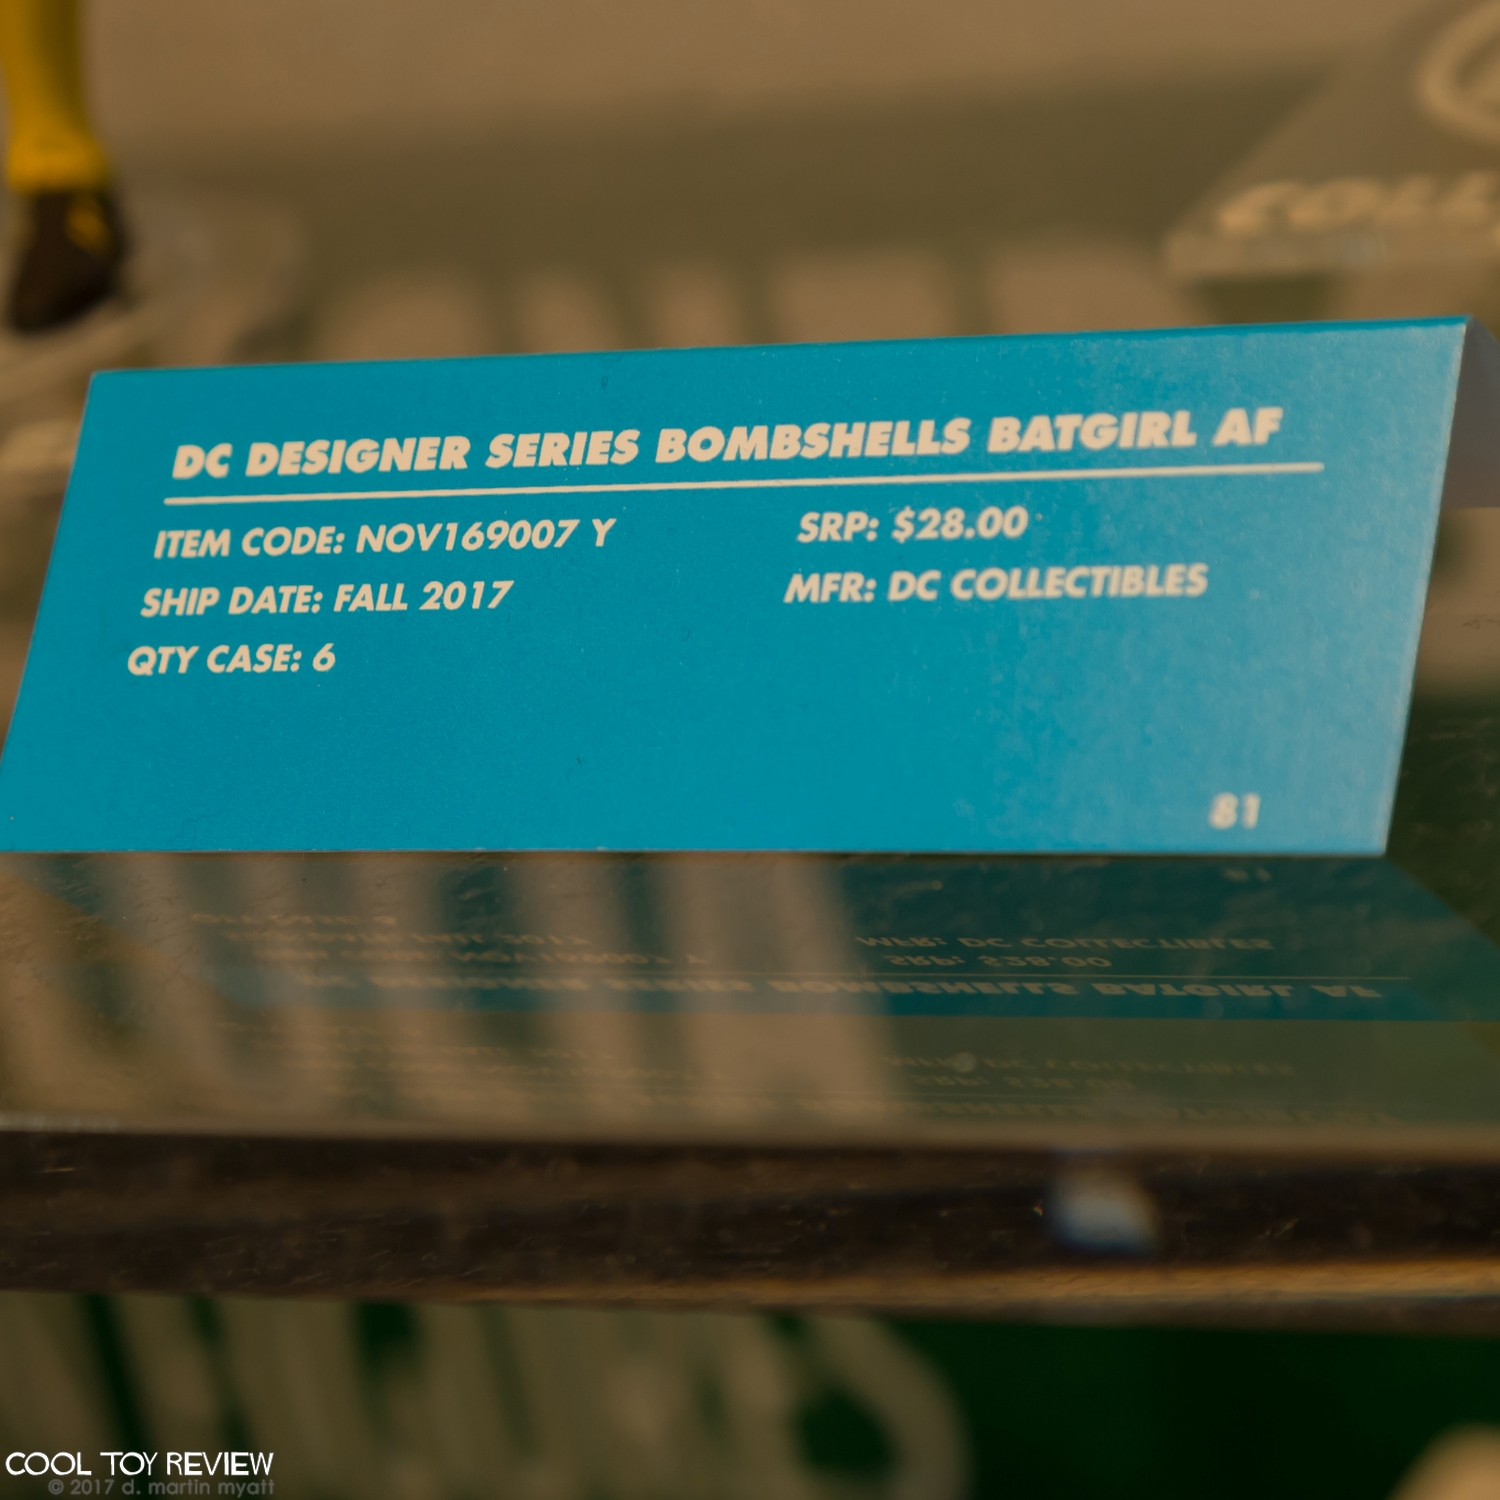 COLL
DC DESIGNER SERIES BOMBSHELLS BATGIRL AF
ITEM CODE: NOV169007 Y
SRP: $28.00
SHIP DATE: FALL 2017
MFR: DC COLLECTIBLES
QTY CASE: 6
81
COOL TOY REVIEW
© 2017 d. martin myatt